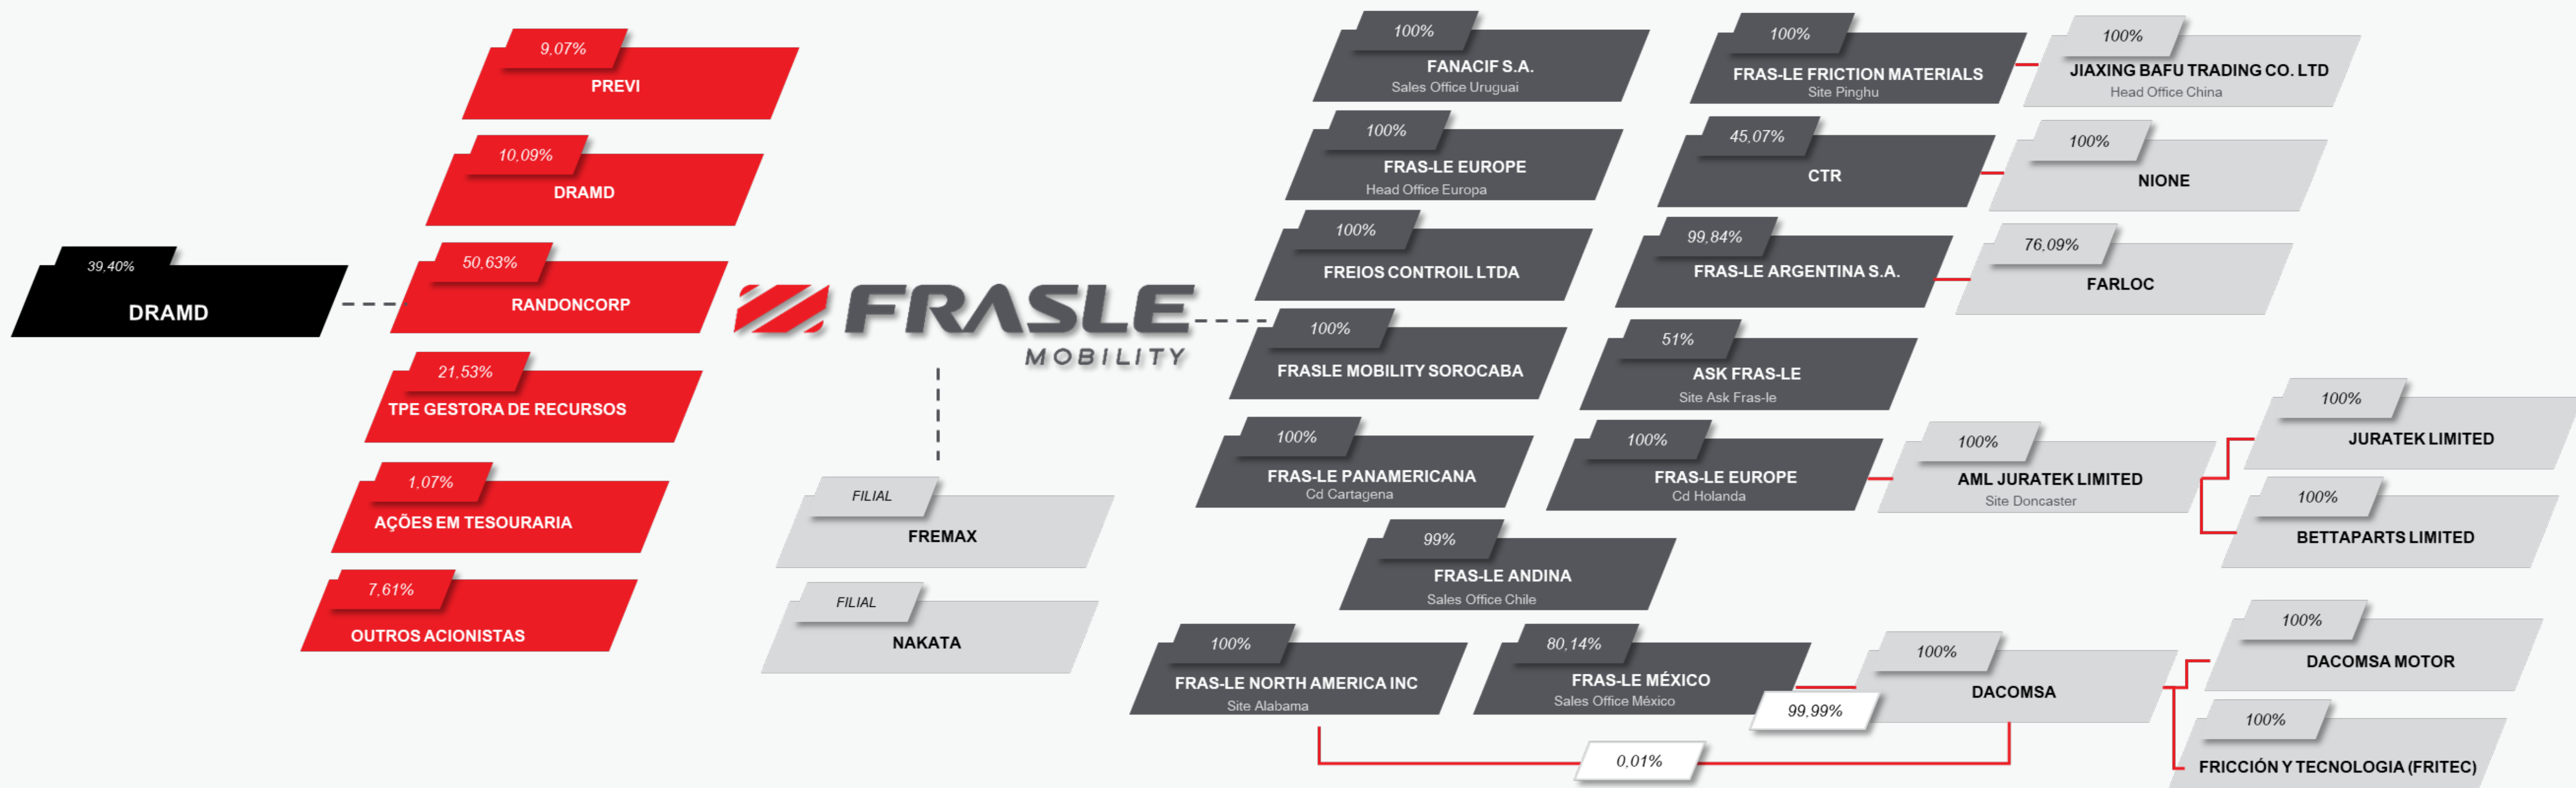 39,40%
DRAMD
9,07%
PREVI
10,09%
DRAMD
50,63%
RANDONCORP
21,53%
TPE GESTORA DE RECURSOS
1,07%
AÇÕES EM TESOURARIA
7,61%
OUTROS ACIONISTAS
FRASLE
MOBILITY
FILIAL
FREMAX
FILIAL
NAKATA
100%
FANACIF S.A.
Sales Office Uruguai
100%
FRAS-LE EUROPE
Head Office Europa
100%
FREIOS CONTROIL LTDA
100%
FRASLE MOBILITY SOROCABA
100%
FRAS-LE PANAMERICANA
Cd Cartagena
99%
FRAS-LE ANDINA
Sales Office Chile
100%
FRAS-LE NORTH AMERICA INC
Site Alabama
100%
FRAS-LE FRICTION MATERIALS
Site Pinghu
100%
JIAXING BAFU TRADING CO. LTD
Head Office China
45,07%
CTR
100%
NIONE
99,84%
FRAS-LE ARGENTINA S.A.
76,09%
FARLOC
51%
ASK FRAS-LE
Site Ask Fras-le
100%
FRAS-LE EUROPE
Cd Holanda
100%
AML JURATEK LIMITED
Site Doncaster
100%
JURATEK LIMITED
100%
BETTAPARTS LIMITED
80,14%
FRAS-LE MÉXICO
Sales Office México
99,99%
0,01%
100%
DACOMSA
100%
DACOMSA MOTOR
100%
FRICCIÓN Y TECNOLOGIA (FRITEC)